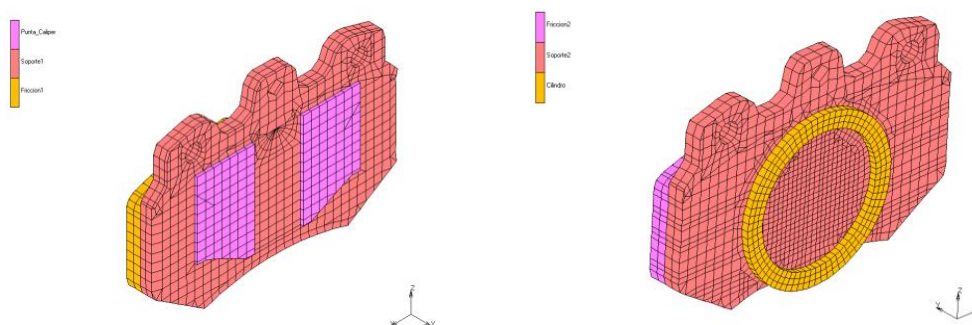 Punta_Caliper
Soporte1
Friccion1
Z
Y
Friccion2
Soporte2
Cilindro
Z
Y